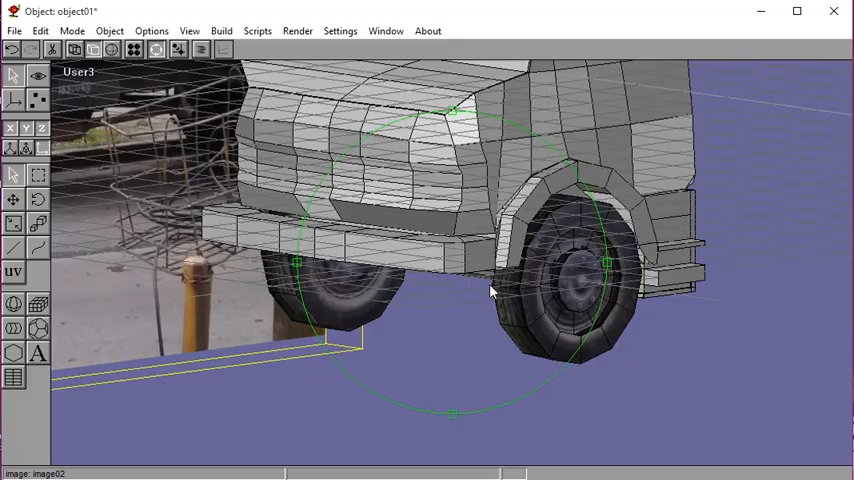 Object: object01*
File Edit Mode Object Options View Build Scripts Render Settings Window About
User3
X Y Z
uv
A
image: image02